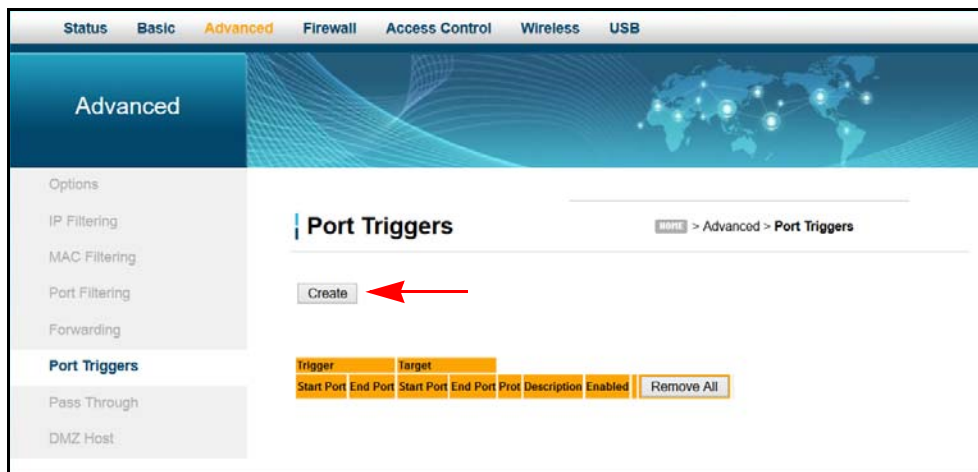 Status Basic Advanced Firewall Access Control Wireless USB
Advanced
Options
IP Filtering
MAC Filtering
Port Filtering
Forwarding
Port Triggers
Pass Through
DMZ Host
Port Triggers
HOME > Advanced > Port Triggers
Create
Trigger Target
Start Port End Port Start Port End Port Prot Description Enabled Remove All